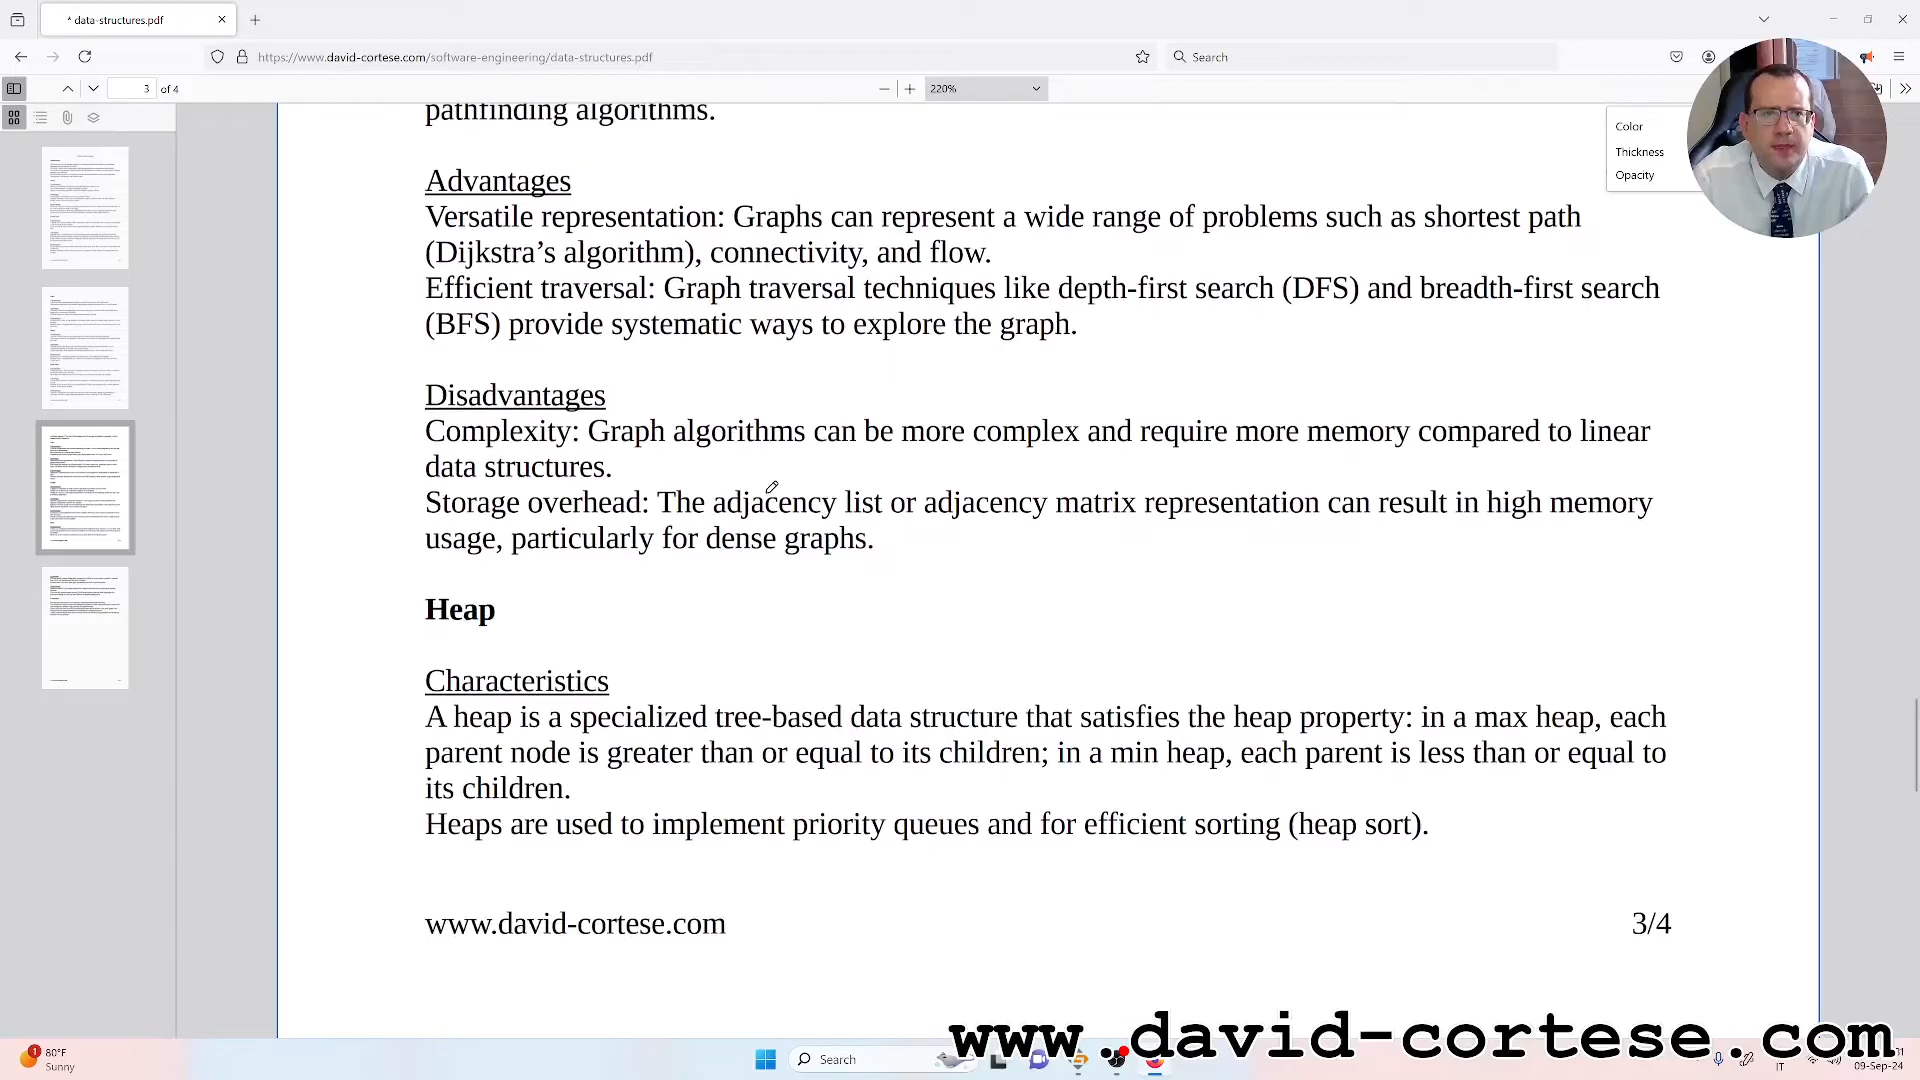 * data-structures.pdf
https://www.david-cortese.com/software-engineering/data-structures.pdf
Search
3 of 4
220%
Color
Thickness
Opacity
pathfinding algorithms.
Advantages
Versatile representation: Graphs can represent a wide range of problems such as shortest path
(Dijkstra’s algorithm), connectivity, and flow.
Efficient traversal: Graph traversal techniques like depth-first search (DFS) and breadth-first search
(BFS) provide systematic ways to explore the graph.
Disadvantages
Complexity: Graph algorithms can be more complex and require more memory compared to linear
data structures.
Storage overhead: The adjacency list or adjacency matrix representation can result in high memory
usage, particularly for dense graphs.
Heap
Characteristics
A heap is a specialized tree-based data structure that satisfies the heap property: in a max heap, each
parent node is greater than or equal to its children; in a min heap, each parent is less than or equal to
its children.
Heaps are used to implement priority queues and for efficient sorting (heap sort).
www.david-cortese.com 3/4
www.david-cortese.com
1
80°F
Sunny
Search
IT
09-Sep-24